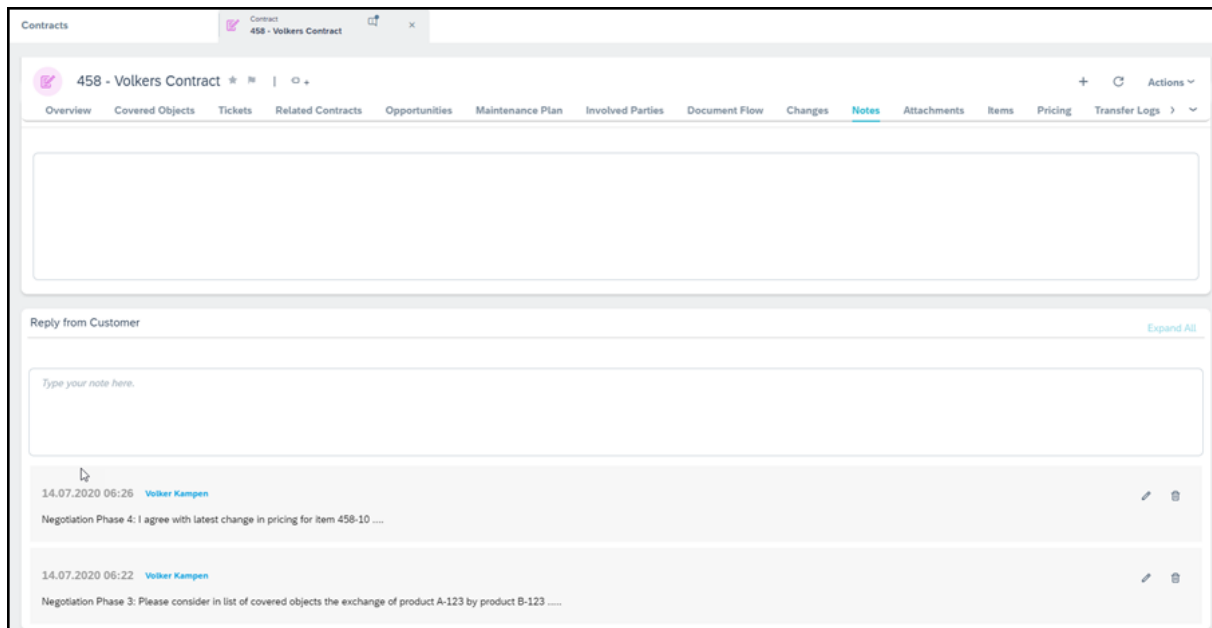 Contracts
Contract
458 - Volkers Contract
458 - Volkers Contract
Actions
Overview Covered Objects Tickets Related Contracts Opportunities Maintenance Plan Involved Parties Document Flow Changes Notes Attachments Items Pricing Transfer Logs
Reply from Customer
Expand All
Type your note here.
14.07.2020 06:26 Volker Kampen
Negotiation Phase 4: I agree with latest change in pricing for item 458-10 ....
14.07.2020 06:22 Volker Kampen
Negotiation Phase 3: Please consider in list of covered objects the exchange of product A-123 by product B-123 .....